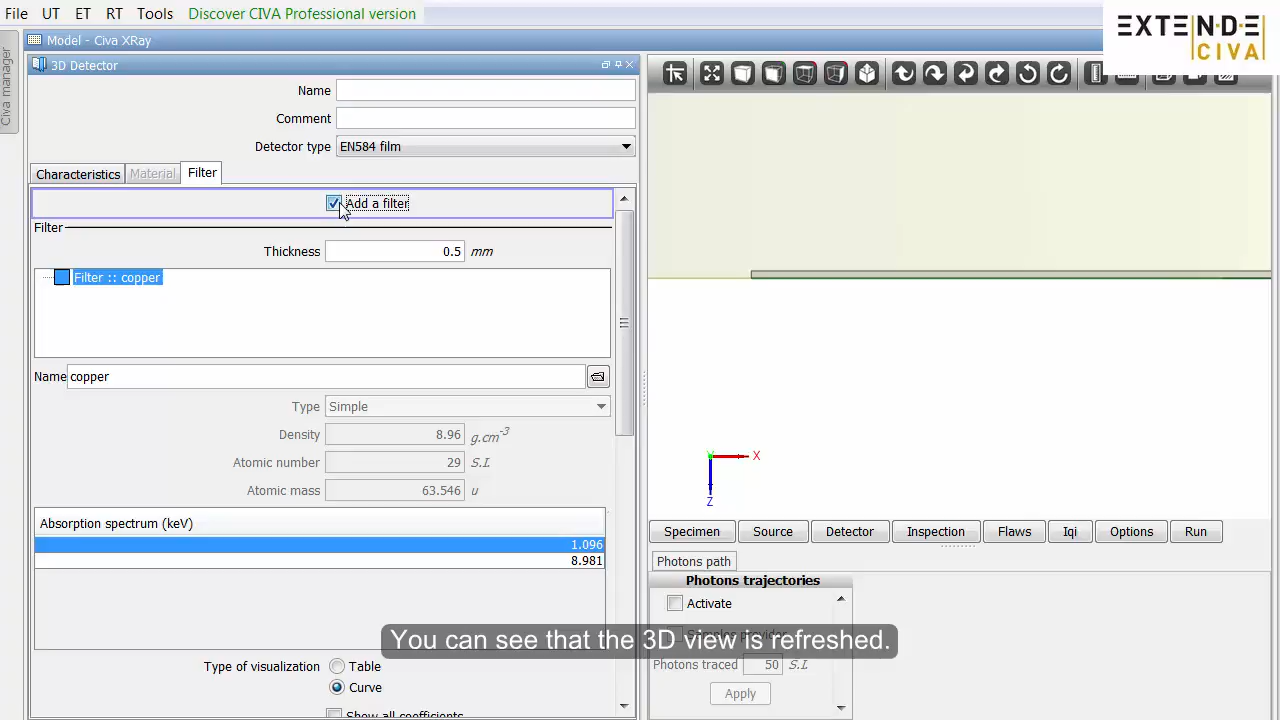 File UT ET RT Tools Discover CIVA Professional version
EXTENDE
CIVA
Civa manager
Model - Civa XRay
3D Detector
Name
Comment
Detector type EN584 film
Characteristics Material Filter
Add a filter
Filter
Thickness 0.5 mm
Filter :: copper
Name copper
Type Simple
Density 8.96 g.cm-3
Atomic number 29 S.I.
Atomic mass 63.546 u
Absorption spectrum (keV)
1.096
8.981
Type of visualization Table
Curve
Show all coefficients
Y X
Z
Specimen Source Detector Inspection Flaws Iqi Options Run
Photons path
Photons trajectories
Activate
You can see that the 3D view is refreshed.
Photons traced 50 S.I.
Apply